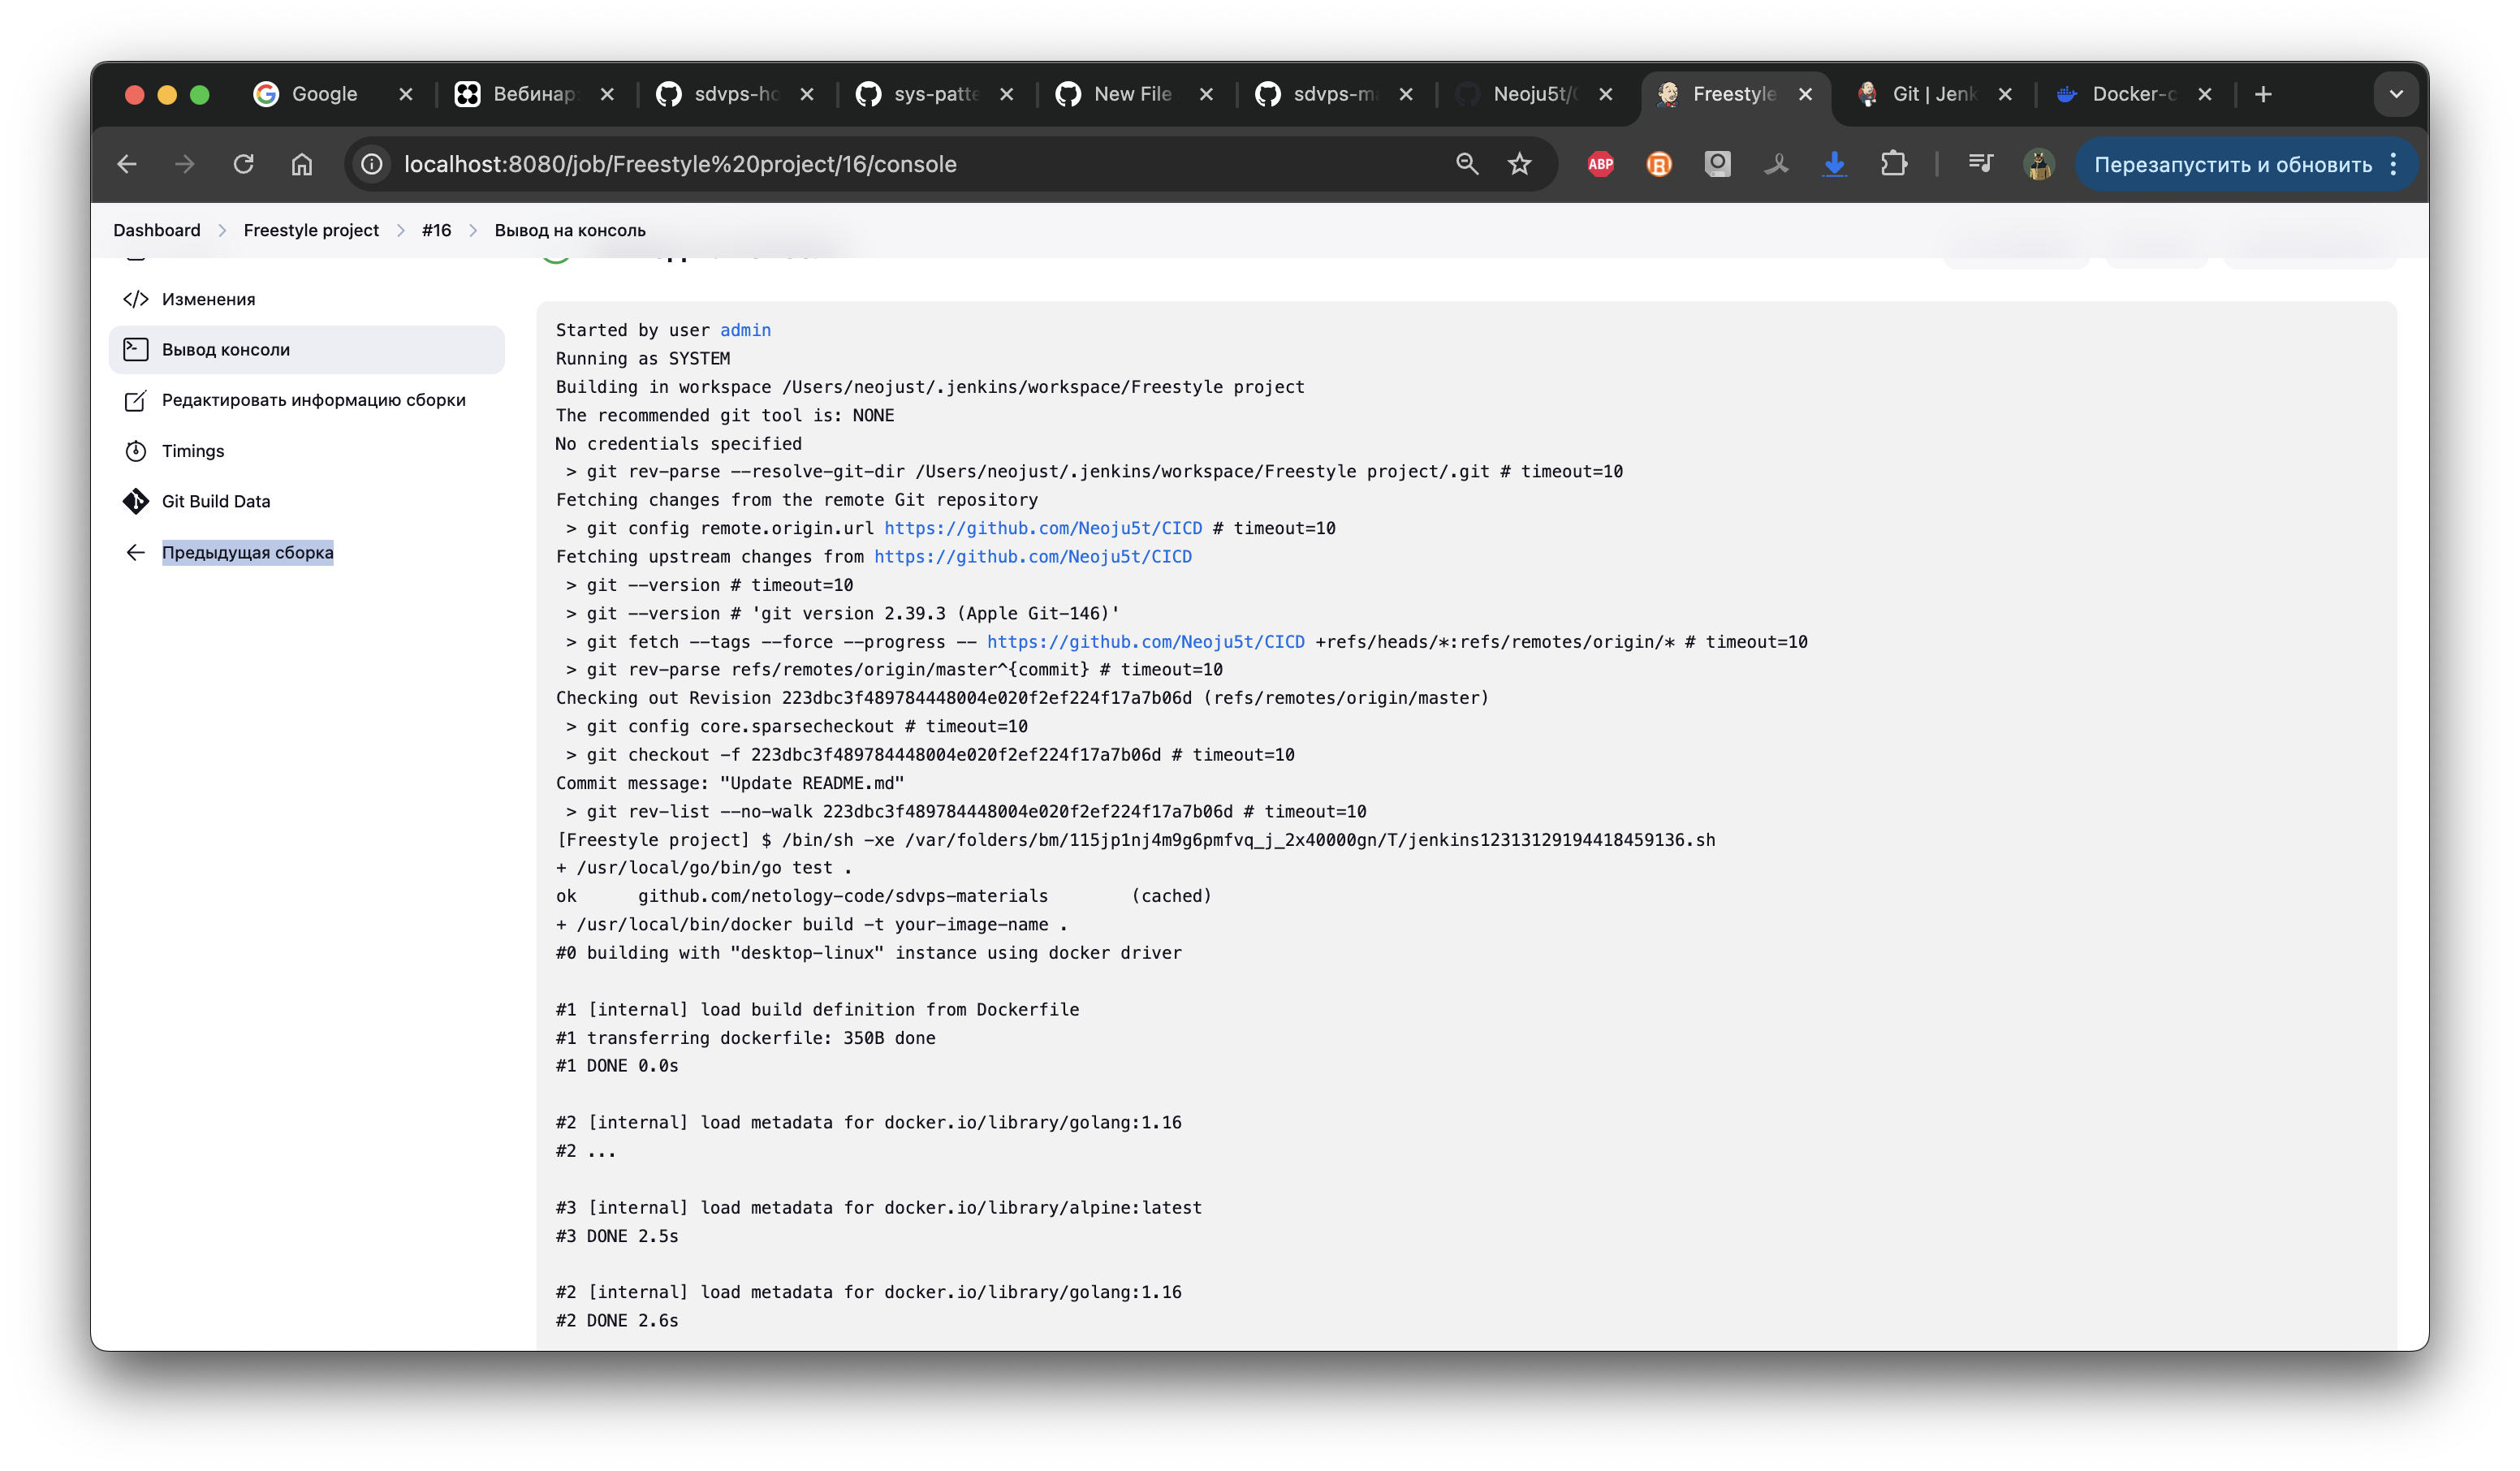 Google
Вебинар:
sdvps-ho
sys-patte
New File
sdvps-ma
Neoju5t/C
Freestyle
Git | Jenk
Docker-c
localhost:8080/job/Freestyle%20project/16/console
ABP
Перезапустить и обновить
Dashboard > Freestyle project > #16 > Вывод на консоль
Изменения
Вывод консоли
Редактировать информацию сборки
Timings
Git Build Data
Предыдущая сборка
Started by user admin
Running as SYSTEM
Building in workspace /Users/neojust/.jenkins/workspace/Freestyle project
The recommended git tool is: NONE
No credentials specified
 > git rev-parse --resolve-git-dir /Users/neojust/.jenkins/workspace/Freestyle project/.git # timeout=10
Fetching changes from the remote Git repository
 > git config remote.origin.url https://github.com/Neoju5t/CICD # timeout=10
Fetching upstream changes from https://github.com/Neoju5t/CICD
 > git --version # timeout=10
 > git --version # 'git version 2.39.3 (Apple Git-146)'
 > git fetch --tags --force --progress -- https://github.com/Neoju5t/CICD +refs/heads/*:refs/remotes/origin/* # timeout=10
 > git rev-parse refs/remotes/origin/master^{commit} # timeout=10
Checking out Revision 223dbc3f489784448004e020f2ef224f17a7b06d (refs/remotes/origin/master)
 > git config core.sparsecheckout # timeout=10
 > git checkout -f 223dbc3f489784448004e020f2ef224f17a7b06d # timeout=10
Commit message: "Update README.md"
 > git rev-list --no-walk 223dbc3f489784448004e020f2ef224f17a7b06d # timeout=10
[Freestyle project] $ /bin/sh -xe /var/folders/bm/115jp1nj4m9g6pmfvq_j_2x40000gn/T/jenkins12313129194418459136.sh
+ /usr/local/go/bin/go test .
ok      github.com/netology-code/sdvps-materials        (cached)
+ /usr/local/bin/docker build -t your-image-name .
#0 building with "desktop-linux" instance using docker driver
#1 [internal] load build definition from Dockerfile
#1 transferring dockerfile: 350B done
#1 DONE 0.0s
#2 [internal] load metadata for docker.io/library/golang:1.16
#2 ...
#3 [internal] load metadata for docker.io/library/alpine:latest
#3 DONE 2.5s
#2 [internal] load metadata for docker.io/library/golang:1.16
#2 DONE 2.6s